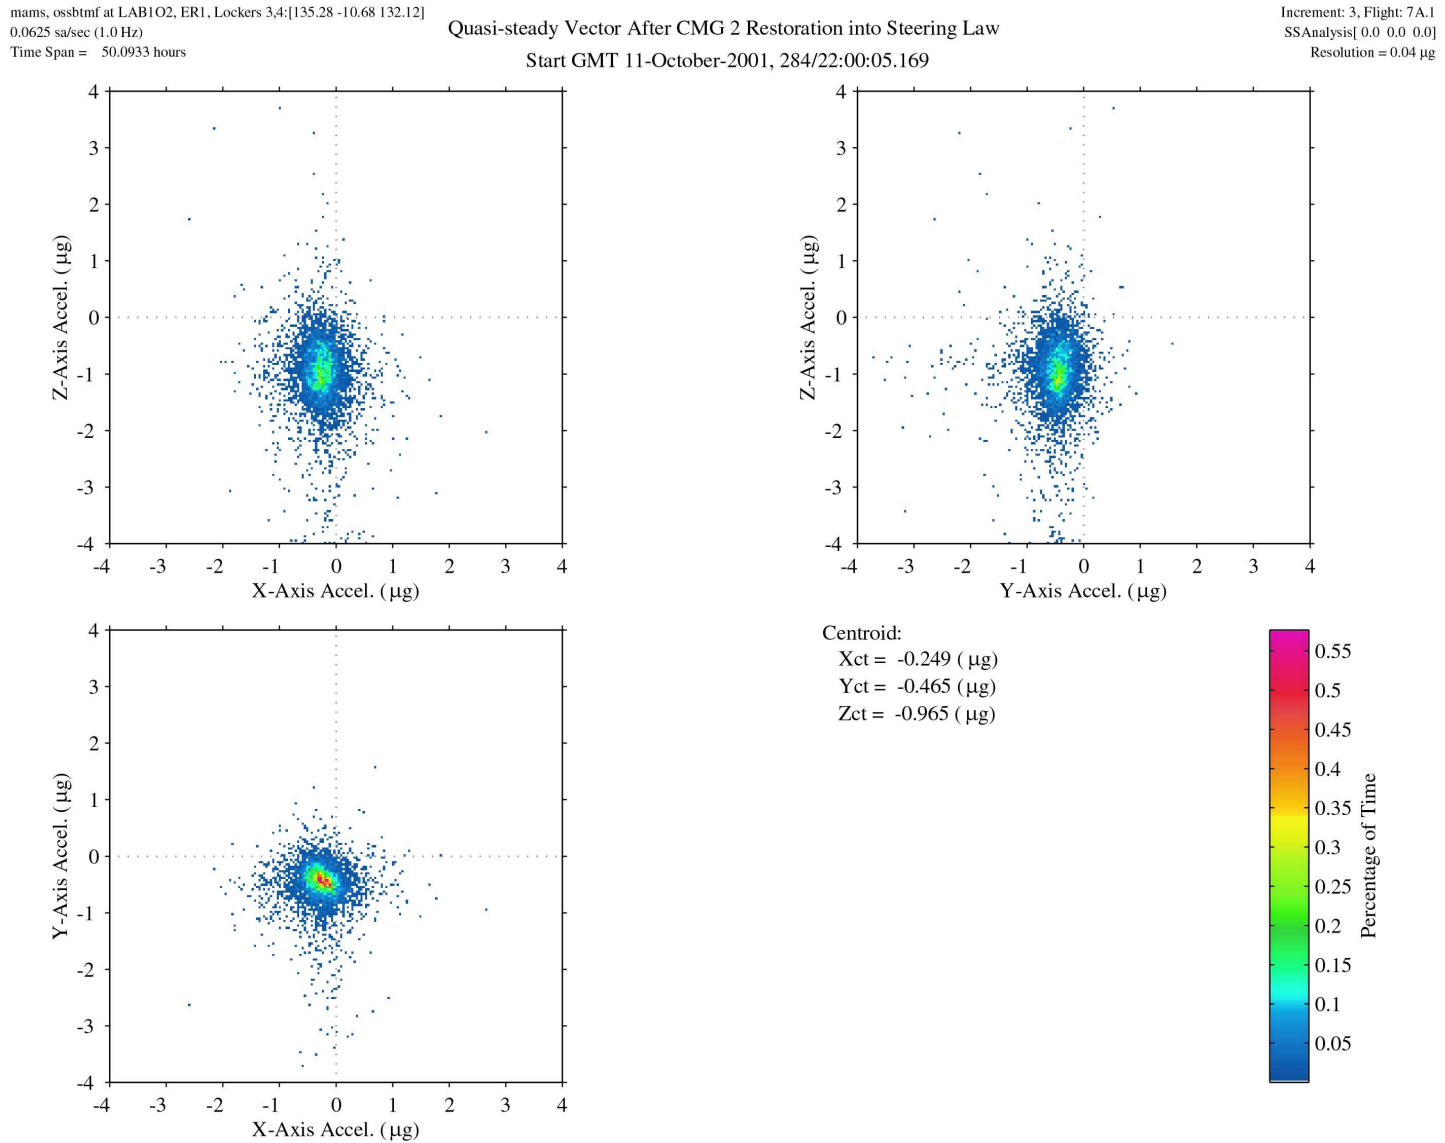 mams, ossbtmf at LAB1O2, ER1, Lockers 3,4:[135.28 -10.68 132.12]
0.0625 sa/sec (1.0 Hz)
Time Span = 50.0933 hours
Quasi-steady Vector After CMG 2 Restoration into Steering Law
Start GMT 11-October-2001, 284/22:00:05.169
Increment: 3, Flight: 7A.1
SSAnalysis[ 0.0 0.0 0.0]
Resolution = 0.04 µg
4
3
2
1
0
-1
-2
-3
-4
Z-Axis Accel. ( µg)
-4 -3 -2 -1 0 1 2 3 4
X-Axis Accel. ( µg)
4
3
2
1
0
-1
-2
-3
-4
Z-Axis Accel. ( µg)
-4 -3 -2 -1 0 1 2 3 4
Y-Axis Accel. ( µg)
4
3
2
1
0
-1
-2
-3
-4
Y-Axis Accel. ( µg)
-4 -3 -2 -1 0 1 2 3 4
X-Axis Accel. ( µg)
Centroid:
Xct = -0.249 ( µg)
Yct = -0.465 ( µg)
Zct = -0.965 ( µg)
0.55
0.5
0.45
0.4
0.35
0.3
0.25
0.2
0.15
0.1
0.05
Percentage of Time